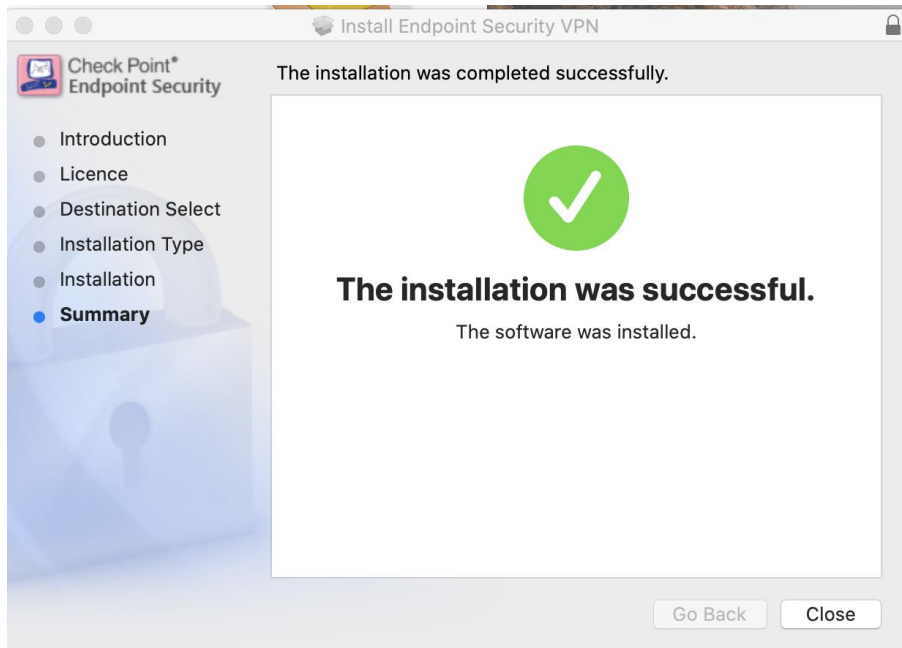 Install Endpoint Security VPN
Check Point*
Endpoint Security
The installation was completed successfully.
Introduction
Licence
Destination Select
Installation Type
Installation
Summary
The installation was successful.
The software was installed.
Go Back
Close